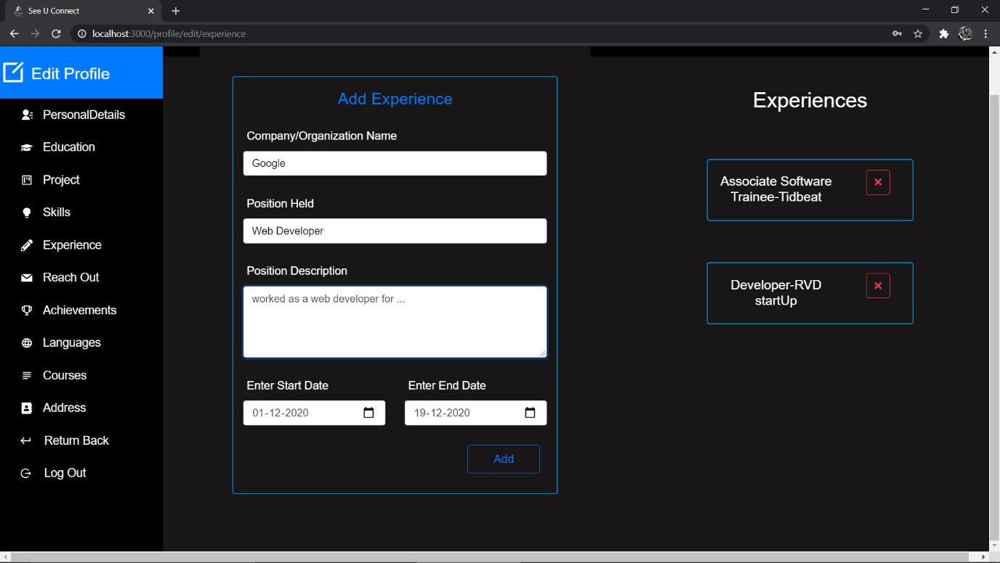 See U Connect
localhost:3000/profile/edit/experience
Edit Profile
PersonalDetails
Education
Project
Skills
Experience
Reach Out
Achievements
Languages
Courses
Address
Return Back
Log Out
Add Experience
Company/Organization Name
Google
Position Held
Web Developer
Position Description
worked as a web developer for ...
Enter Start Date
Enter End Date
01-12-2020
19-12-2020
Add
Experiences
Associate Software
Trainee-Tidbeat
Developer-RVD
startUp